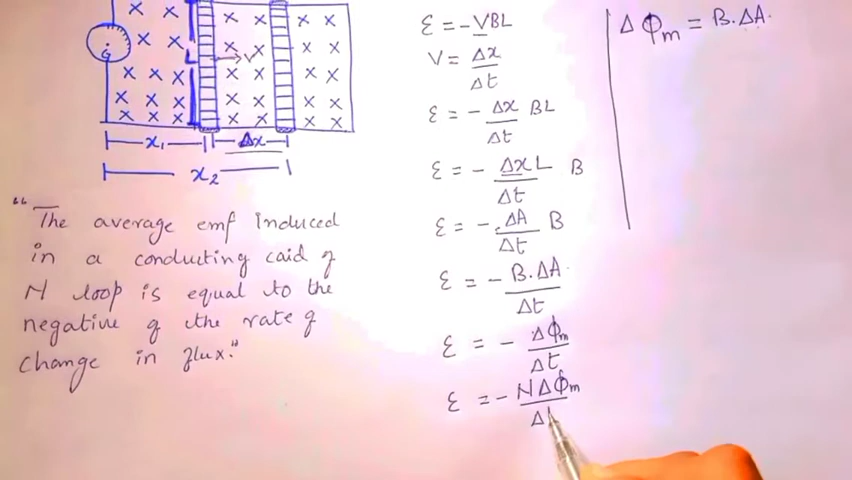 G
L
→ V
x₁
Δx
x₂
"The average emf Induced
in a conducting caid of
N loop is equal to the
negative of the rate of
change in flux."
ε = -VBL
V = Δx/Δt
ε = - Δx/Δt BL
ε = - ΔxL/Δt B
ε = - ΔA/Δt B
ε = - B.ΔA/Δt
ε = - Δϕm/Δt
ε = - NΔϕm/Δt
Δϕm = B.ΔA.